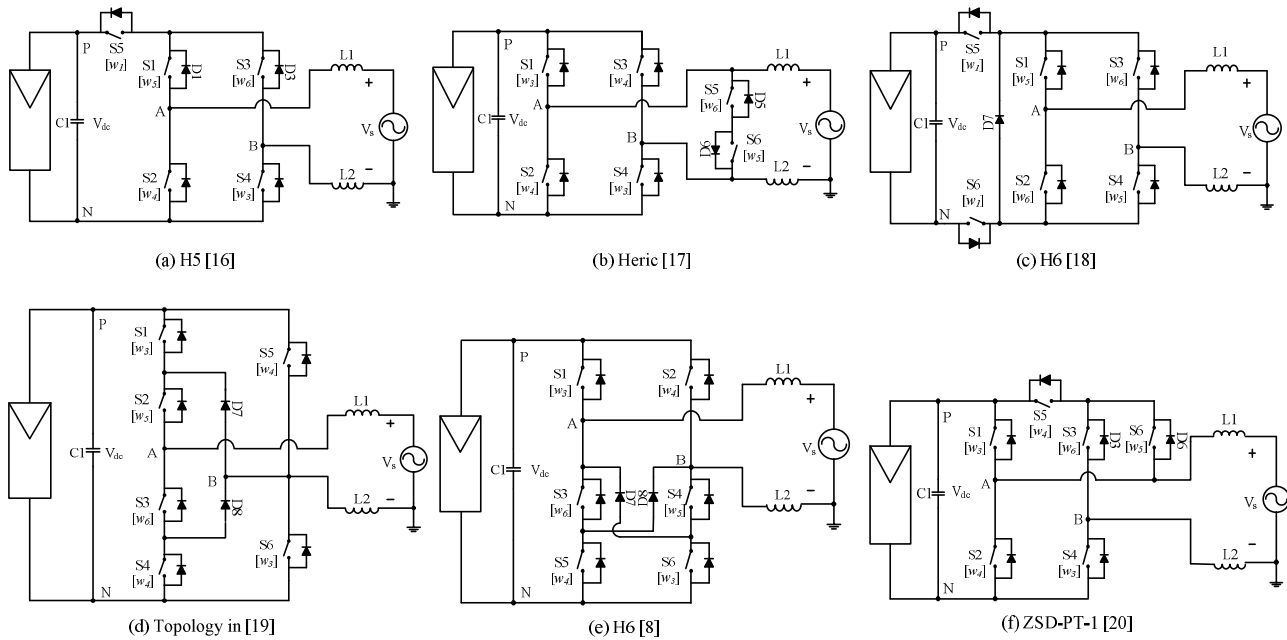 P
S5
[w1]
S1
[w5]
D1
S3
[w6]
D3
L1
+
A
C1
Vdc
Vs
B
S2
[w4]
S4
[w3]
L2
−
N
(a) H5 [16]
P
S1
[w3]
S3
[w4]
L1
+
S5
[w6]
D5
A
C1
Vdc
Vs
B
D6
S6
[w5]
S2
[w4]
S4
[w3]
L2
−
N
(b) Heric [17]
P
S5
[w1]
S1
[w5]
S3
[w6]
L1
+
D7
A
C1
Vdc
Vs
B
S6
[w1]
S2
[w6]
S4
[w5]
L2
−
N
(c) H6 [18]
P
S1
[w3]
S5
[w4]
S2
[w5]
D7
L1
+
A
C1
Vdc
Vs
B
S3
[w6]
D8
L2
−
S4
[w4]
S6
[w3]
N
(d) Topology in [19]
P
S1
[w3]
S2
[w4]
L1
+
A
C1
Vdc
Vs
B
S3
[w6]
D7
D8
S4
[w5]
L2
−
S5
[w4]
S6
[w3]
N
(e) H6 [8]
P
S5
[w4]
S1
[w3]
S3
[w6]
D3
S6
[w5]
D6
L1
+
A
C1
Vdc
Vs
B
S2
[w4]
S4
[w3]
L2
−
N
(f) ZSD-PT-1 [20]